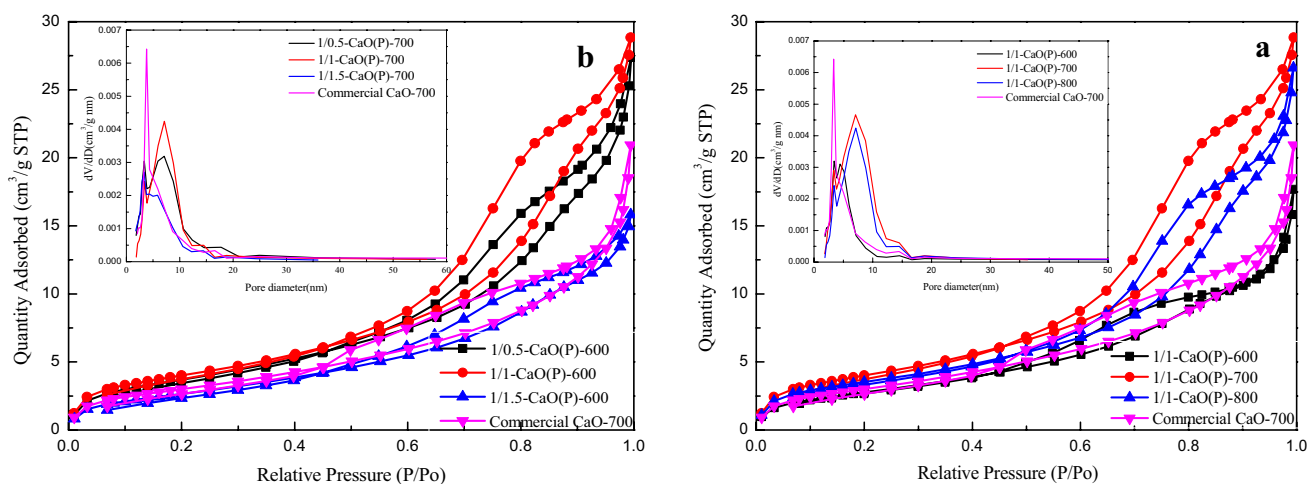 b
Quantity Adsorbed (cm³/g STP)
30
25
20
15
10
5
0
0.0 0.2 0.4 0.6 0.8 1.0
Relative Pressure (P/Po)
1/0.5-CaO(P)-600
1/1-CaO(P)-600
1/1.5-CaO(P)-600
Commercial CaO-700
dV/dD(cm³/g nm)
0.007
0.006
0.005
0.004
0.003
0.002
0.001
0.000
0 10 20 30 40 50 60
Pore diameter(nm)
1/0.5-CaO(P)-700
1/1-CaO(P)-700
1/1.5-CaO(P)-700
Commercial CaO-700
a
Quantity Adsorbed (cm³/g STP)
30
25
20
15
10
5
0
0.0 0.2 0.4 0.6 0.8 1.0
Relative Pressure (P/Po)
1/1-CaO(P)-600
1/1-CaO(P)-700
1/1-CaO(P)-800
Commercial CaO-700
dV/dD(cm³/g nm)
0.007
0.006
0.005
0.004
0.003
0.002
0.001
0.000
0 10 20 30 40 50
Pore diameter(nm)
1/1-CaO(P)-600
1/1-CaO(P)-700
1/1-CaO(P)-800
Commercial CaO-700